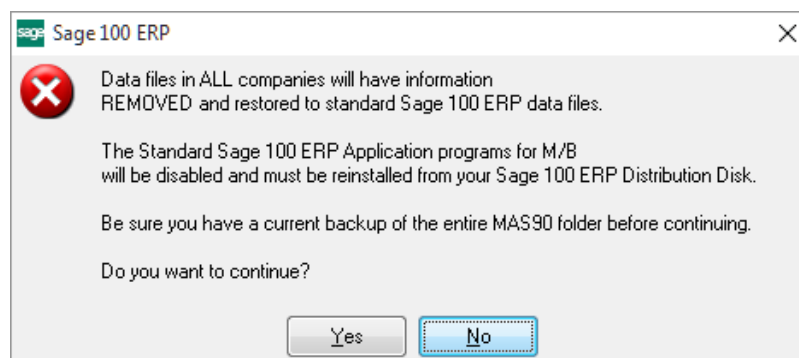 sage Sage 100 ERP
Data files in ALL companies will have information
REMOVED and restored to standard Sage 100 ERP data files.
The Standard Sage 100 ERP Application programs for M/B
will be disabled and must be reinstalled from your Sage 100 ERP Distribution Disk.
Be sure you have a current backup of the entire MAS90 folder before continuing.
Do you want to continue?
Yes No